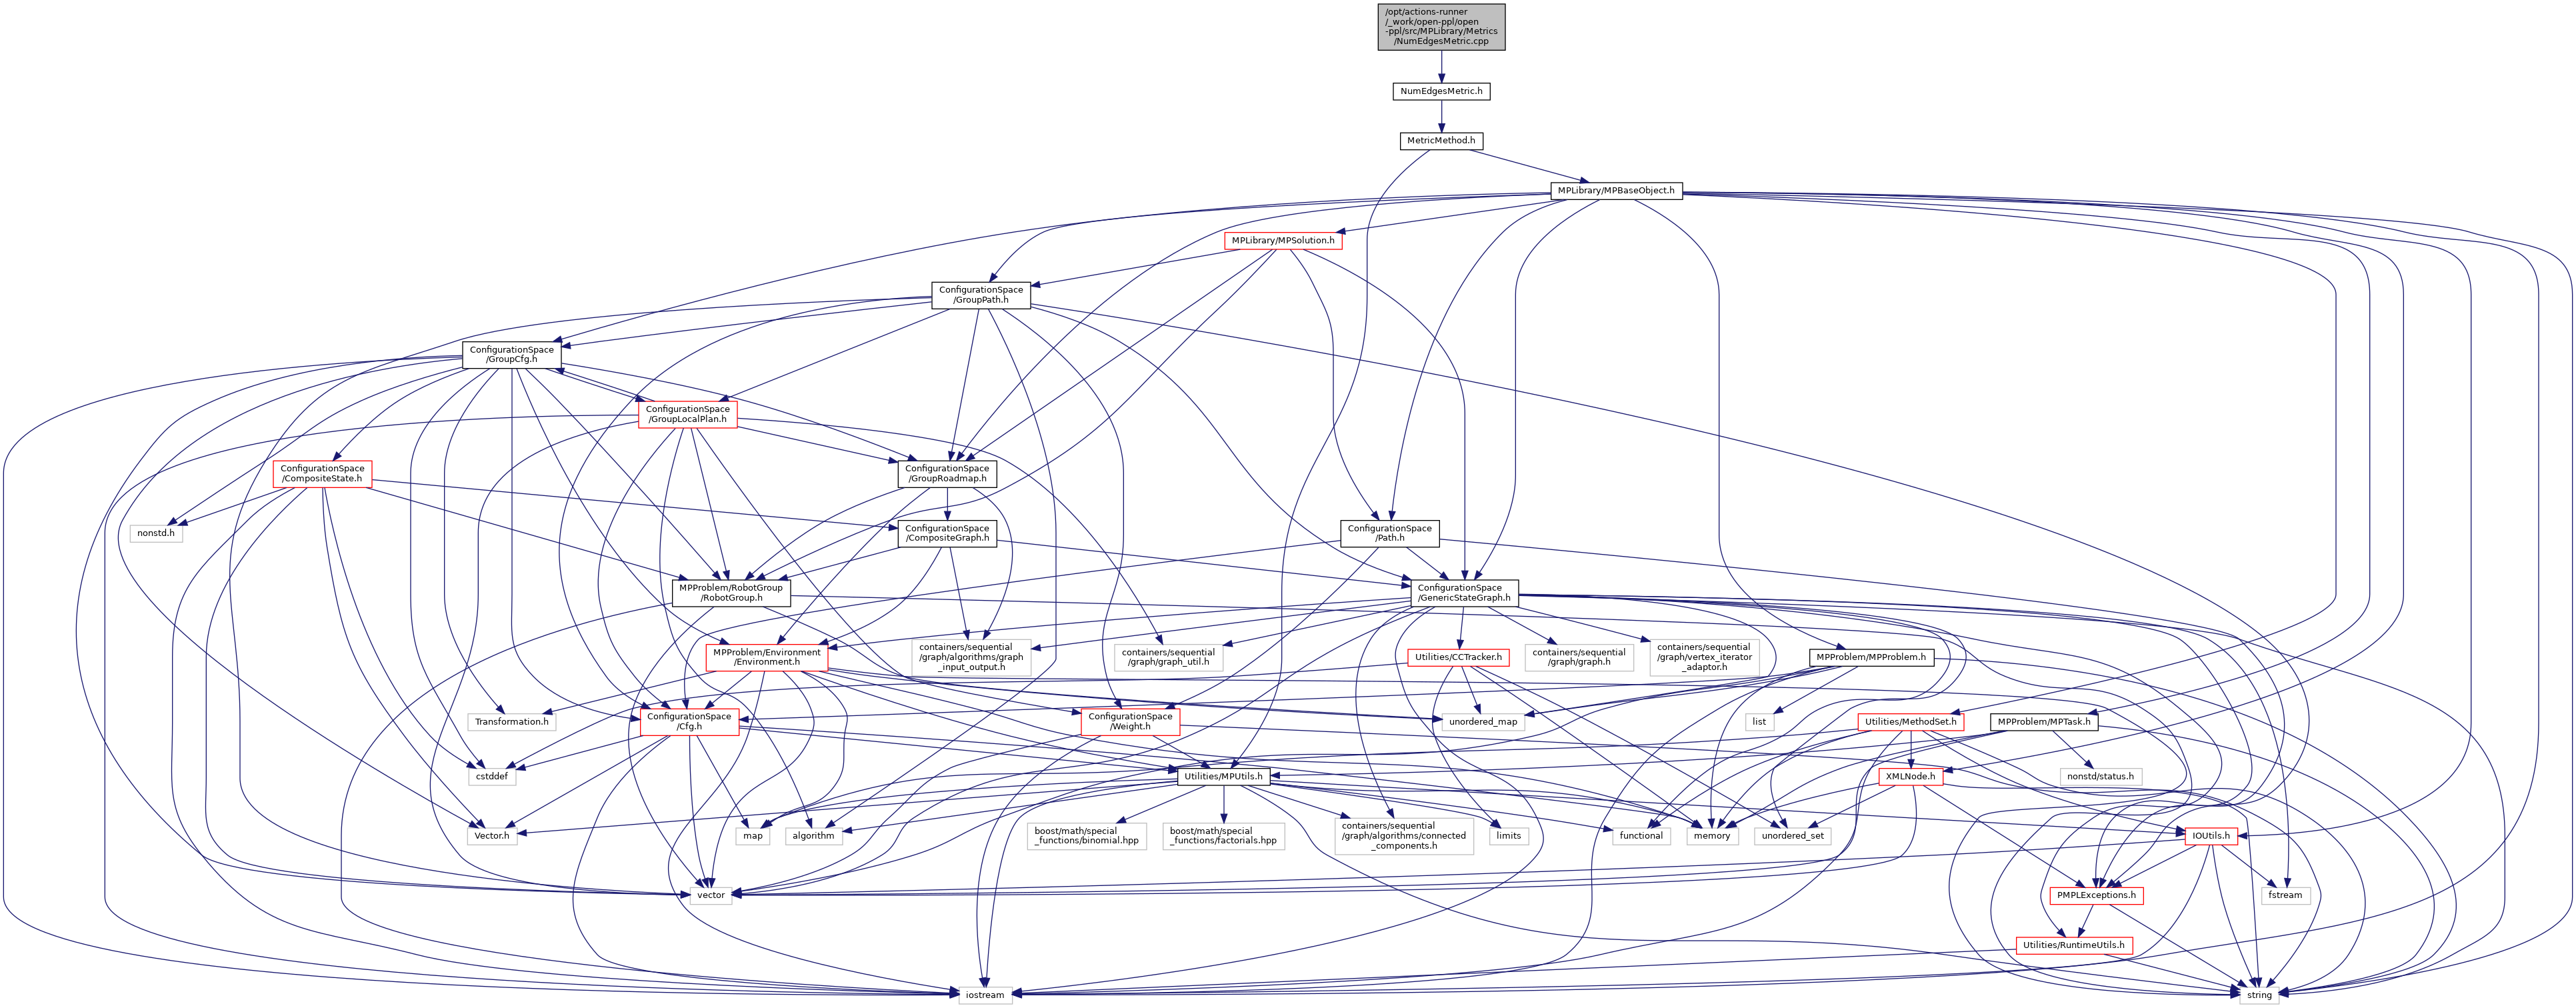 /opt/actions-runner
/_work/open-ppl/open
-ppl/src/MPLibrary/Metrics
/NumEdgesMetric.cpp
NumEdgesMetric.h
MetricMethod.h
MPLibrary/MPBaseObject.h
MPLibrary/MPSolution.h
ConfigurationSpace
/GroupPath.h
ConfigurationSpace
/GroupCfg.h
ConfigurationSpace
/GroupLocalPlan.h
ConfigurationSpace
/CompositeState.h
ConfigurationSpace
/GroupRoadmap.h
nonstd.h
ConfigurationSpace
/CompositeGraph.h
ConfigurationSpace
/Path.h
MPProblem/RobotGroup
/RobotGroup.h
ConfigurationSpace
/GenericStateGraph.h
MPProblem/Environment
/Environment.h
containers/sequential
/graph/algorithms/graph
_input_output.h
containers/sequential
/graph/graph_util.h
Utilities/CCTracker.h
containers/sequential
/graph/graph.h
containers/sequential
/graph/vertex_iterator
_adaptor.h
MPProblem/MPProblem.h
Transformation.h
ConfigurationSpace
/Cfg.h
unordered_map
ConfigurationSpace
/Weight.h
list
Utilities/MethodSet.h
MPProblem/MPTask.h
cstddef
Utilities/MPUtils.h
XMLNode.h
nonstd/status.h
Vector.h
map
algorithm
boost/math/special
_functions/binomial.hpp
boost/math/special
_functions/factorials.hpp
containers/sequential
/graph/algorithms/connected
_components.h
limits
functional
memory
unordered_set
IOUtils.h
vector
PMPLExceptions.h
fstream
Utilities/RuntimeUtils.h
iostream
string